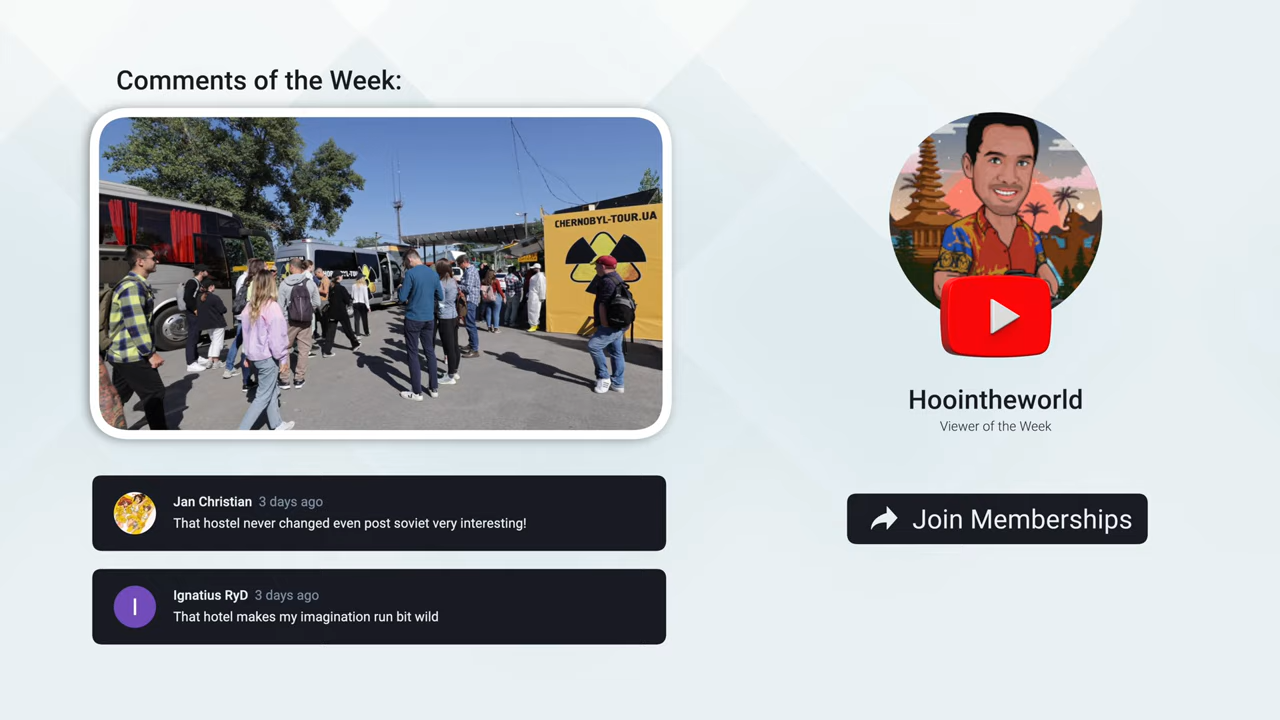 Comments of the Week:
CHERNOBYL-TOUR.UA
Hoointheworld
Viewer of the Week
Jan Christian 3 days ago
That hostel never changed even post soviet very interesting!
Join Memberships
I
Ignatius RyD 3 days ago
That hotel makes my imagination run bit wild